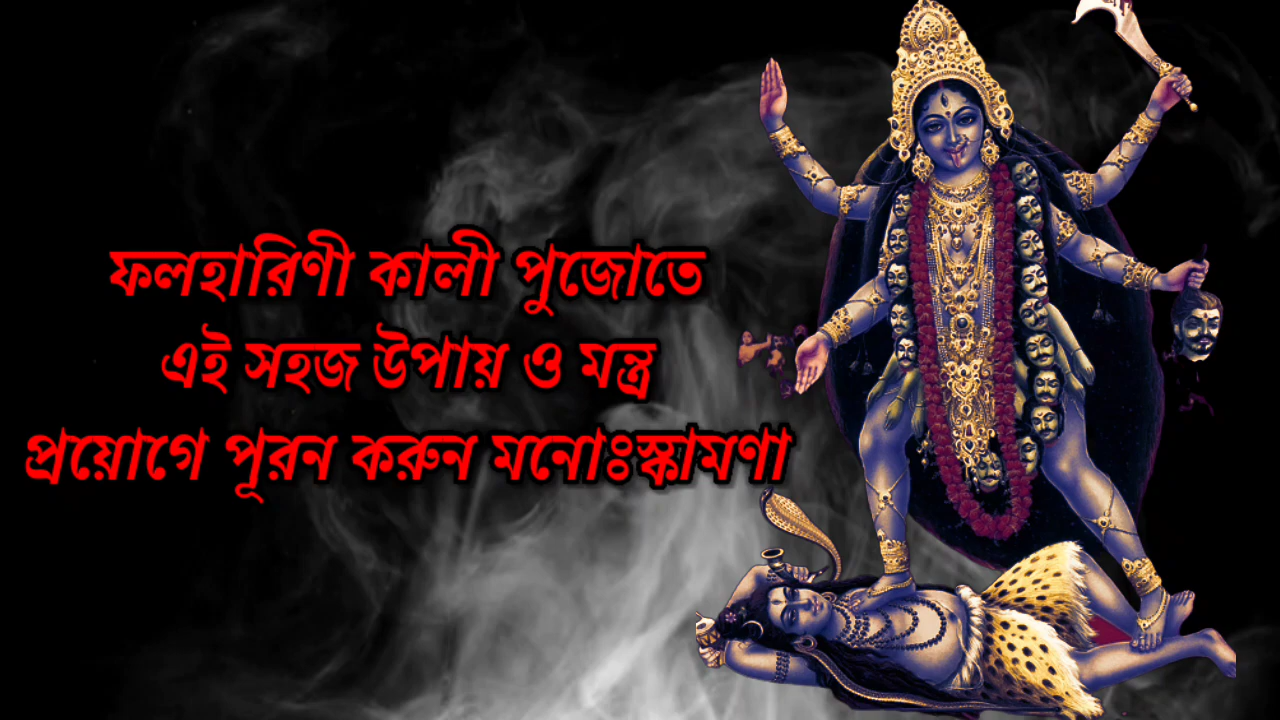 ফলহারিণী কালী পুজোতে
এই সহজ উপায় ও মন্ত্র
প্রয়োগে পূরন করুন মনোঃস্কামণা